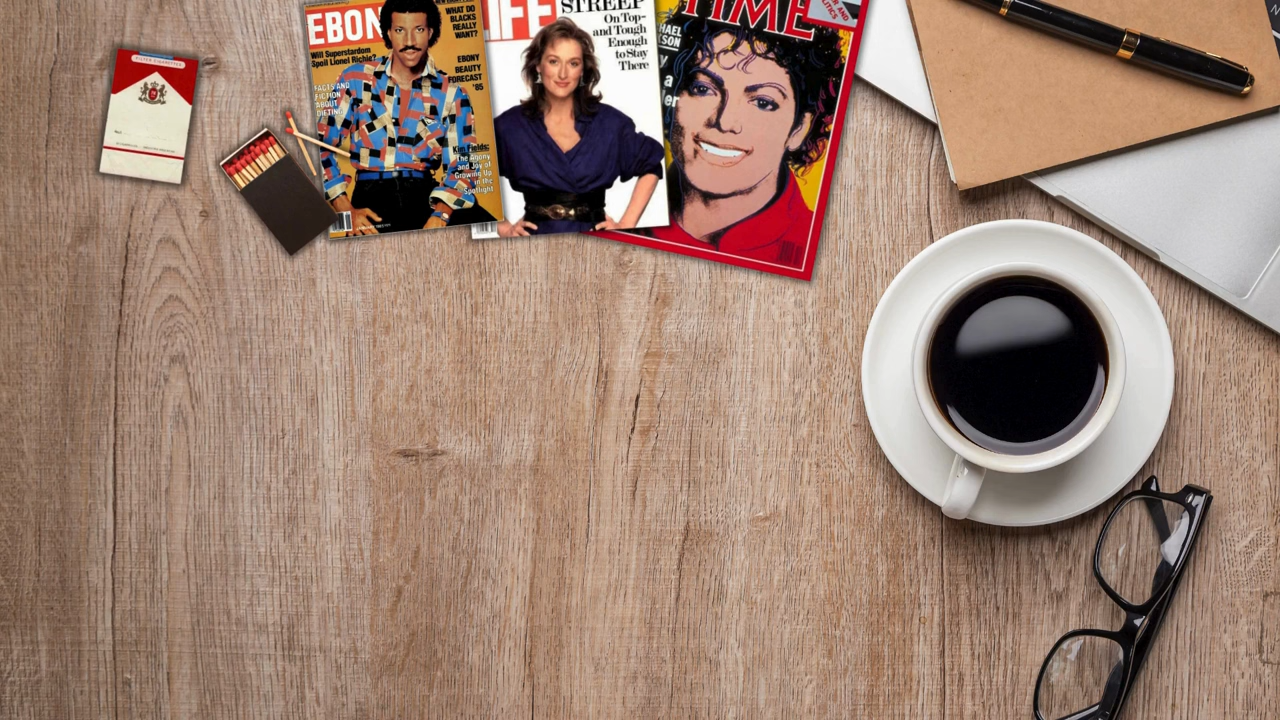 FILTER CIGARETTES
EBON
WHAT DO
BLACKS
REALLY
WANT?
Will Superstardom
Spoil Lionel Richie?
EBONY
BEAUTY
FORECAST
'85
FACTS AND
FICTION
ABOUT
DIETING
Kim Fields:
The Agony
and Joy of
Growing Up
in the
Spotlight
IFE
STREEP
On Top–
and Tough
Enough
to Stay
There
TIME